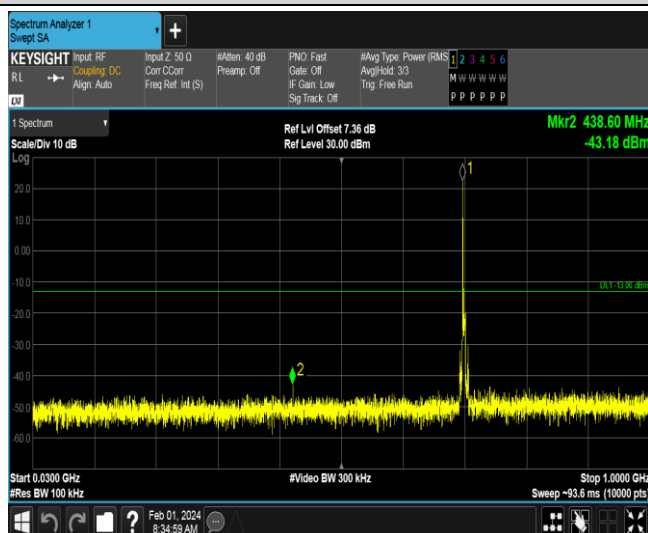 Spectrum Analyzer 1
Swept SA
+
KEYSIGHT
RL
LXI
Input: RF
Coupling: DC
Align: Auto
Input Z: 50 Ω
Corr CCorr
Freq Ref: Int (S)
#Atten: 40 dB
Preamp: Off
PNO: Fast
Gate: Off
IF Gain: Low
Sig Track: Off
#Avg Type: Power (RMS
Avg|Hold: 3/3
Trig: Free Run
1 2 3 4 5 6
M W W W W W
P P P P P P
1 Spectrum
Scale/Div 10 dB
Log
Ref Lvl Offset 7.36 dB
Ref Level 30.00 dBm
Mkr2 438.60 MHz
-43.18 dBm
1
20.0
10.0
0.00
-10.0
DL1 -13.00 dBm
-20.0
-30.0
-40.0
2
-50.0
-60.0
Start 0.0300 GHz
#Res BW 100 kHz
#Video BW 300 kHz
Stop 1.0000 GHz
Sweep ~93.6 ms (10000 pts)
?
Feb 01, 2024
8:34:59 AM